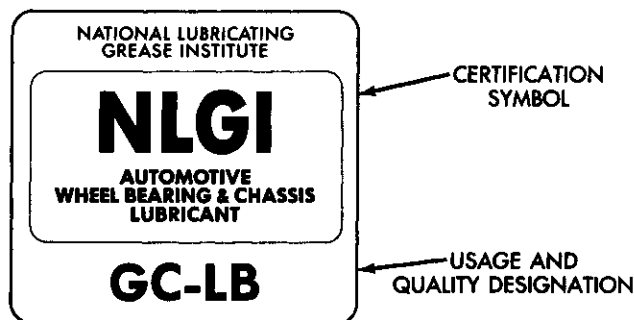 NATIONAL LUBRICATING
GREASE INSTITUTE
NLGI
AUTOMOTIVE
WHEEL BEARING & CHASSIS
LUBRICANT
GC-LB
CERTIFICATION
SYMBOL
USAGE AND
QUALITY DESIGNATION